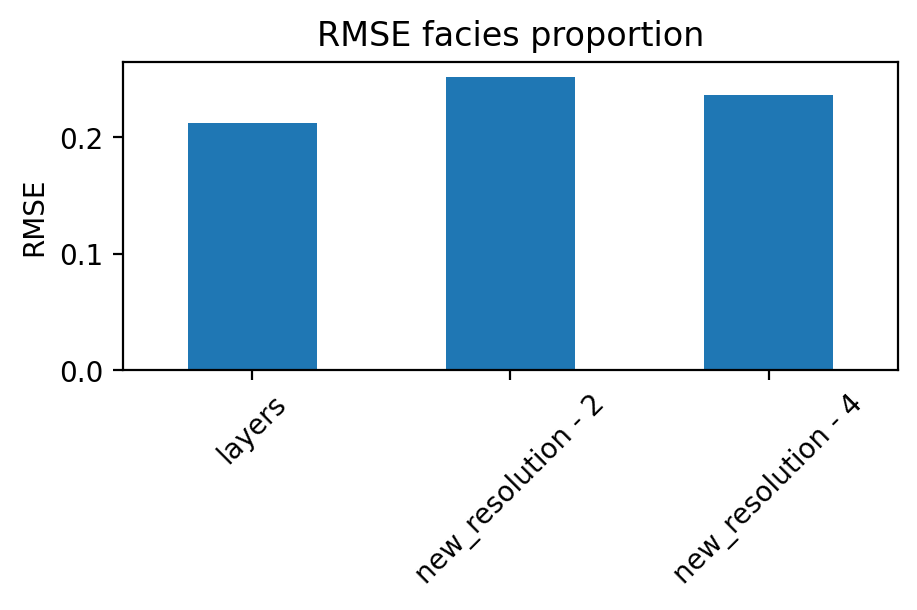 RMSE facies proportion
RMSE
0.2
0.1
0.0
layers
new_resolution - 2
new_resolution - 4